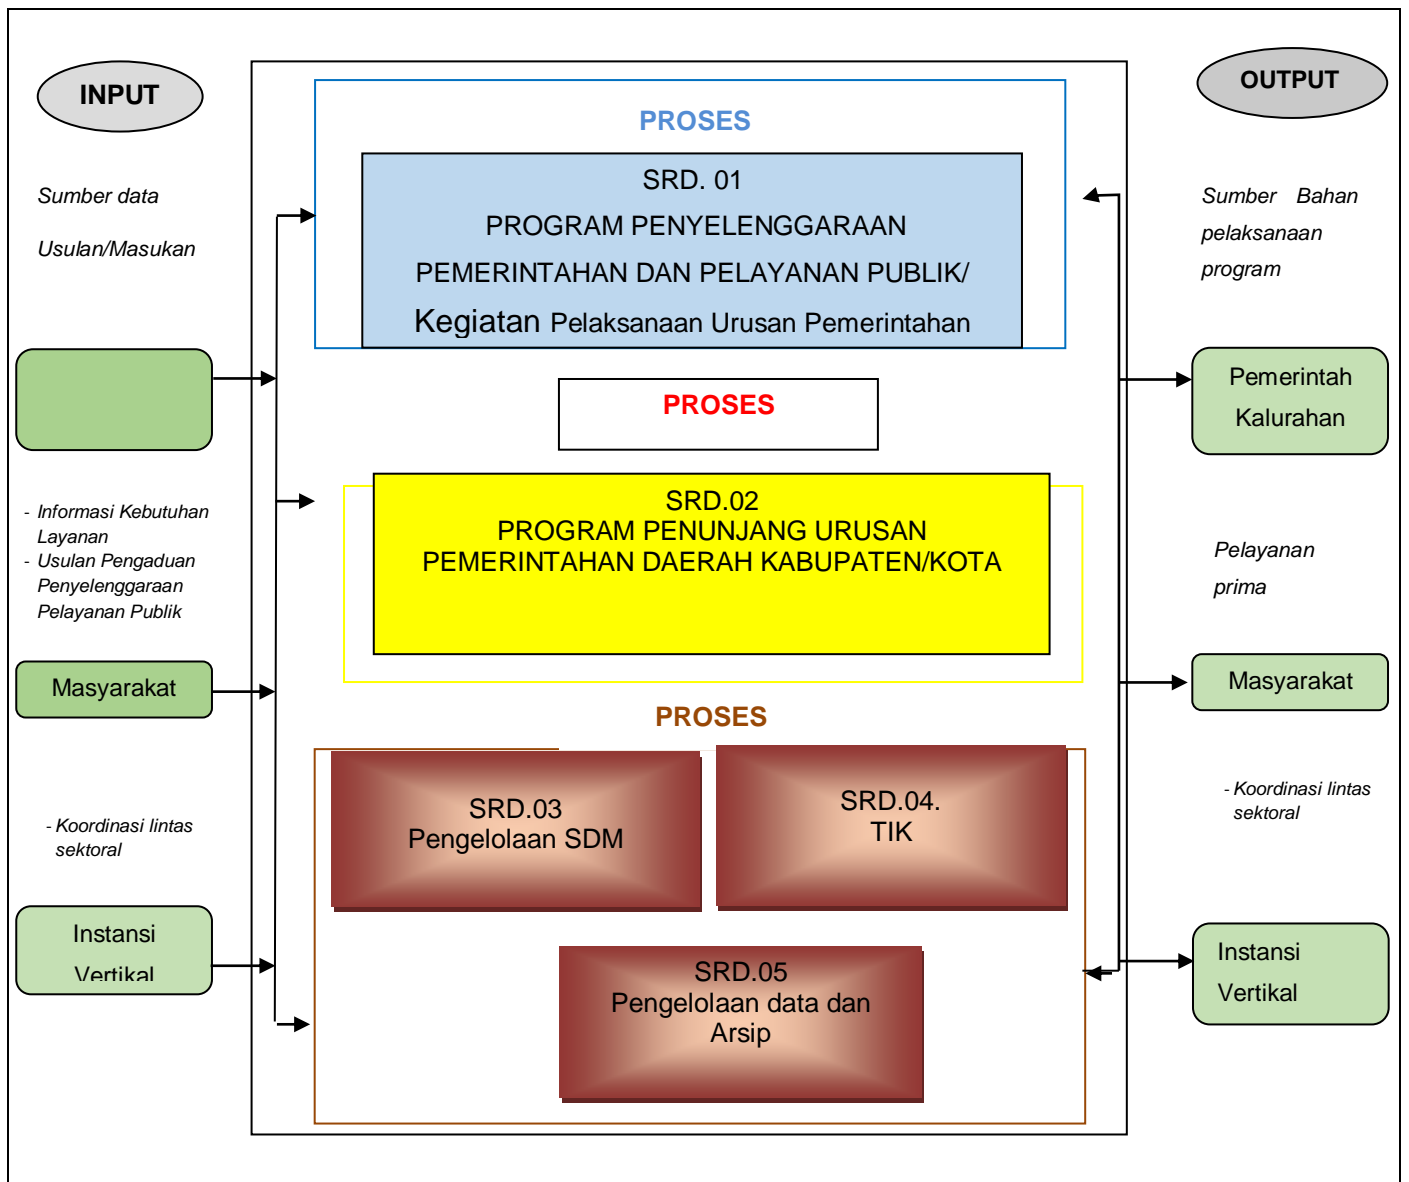 INPUT
Sumber data
Usulan/Masukan
- Informasi Kebutuhan
Layanan
- Usulan Pengaduan
Penyelenggaraan
Pelayanan Publik
Masyarakat
- Koordinasi lintas
sektoral
Instansi
Vertikal
PROSES
SRD. 01
PROGRAM PENYELENGGARAAN
PEMERINTAHAN DAN PELAYANAN PUBLIK/
Kegiatan Pelaksanaan Urusan Pemerintahan
PROSES
SRD.02
PROGRAM PENUNJANG URUSAN
PEMERINTAHAN DAERAH KABUPATEN/KOTA
PROSES
SRD.03
Pengelolaan SDM
SRD.04.
TIK
SRD.05
Pengelolaan data dan
Arsip
OUTPUT
Sumber Bahan
pelaksanaan
program
Pemerintah
Kalurahan
Pelayanan
prima
Masyarakat
- Koordinasi lintas
sektoral
Instansi
Vertikal